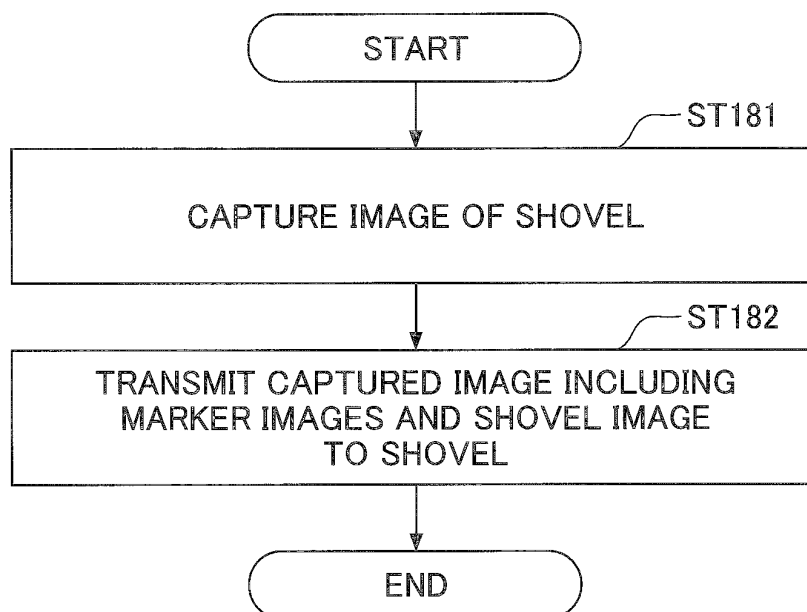 START
ST181
CAPTURE IMAGE OF SHOVEL
ST182
TRANSMIT CAPTURED IMAGE INCLUDING
MARKER IMAGES AND SHOVEL IMAGE
TO SHOVEL
END